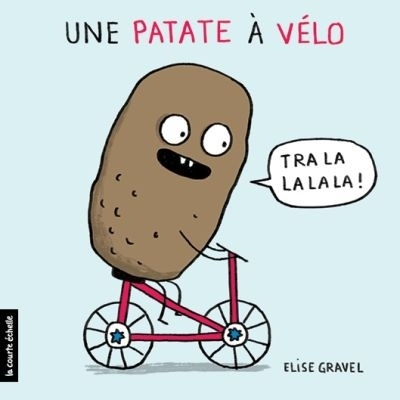 UNE PATATE À VÉLO
TRA LA
LA LA LA !
la courte échelle
ELISE GRAVEL